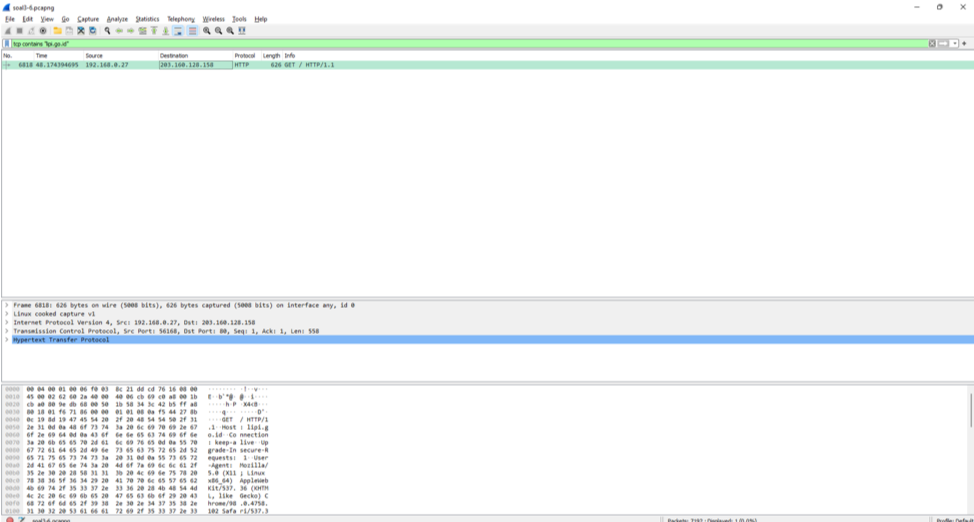 soal3-6.pcapng
File Edit View Go Capture Analyze Statistics Telephony Wireless Tools Help
tcp contains "lipi.go.id"
No. Time Source Destination Protocol Length Info
6818 48.174394695 192.168.0.27 203.160.128.158 HTTP 626 GET / HTTP/1.1
Frame 6818: 626 bytes on wire (5008 bits), 626 bytes captured (5008 bits) on interface any, id 0
Linux cooked capture v1
Internet Protocol Version 4, Src: 192.168.0.27, Dst: 203.160.128.158
Transmission Control Protocol, Src Port: 56168, Dst Port: 80, Seq: 1, Ack: 1, Len: 558
Hypertext Transfer Protocol
0000 00 04 00 01 00 06 f0 03 8c 21 dd cd 76 16 08 00 ········ ·!··v···
0010 45 00 02 62 60 2a 40 00 40 06 cb 69 c0 a8 00 1b E··b`*@· @··i····
0020 cb a0 80 9e db 68 00 50 1b 58 34 3c 42 b5 ff a8 ·····h·P ·X4<B···
0030 80 18 01 f6 71 86 00 00 01 01 08 0a f5 44 27 8b ····q··· ·····D'·
0040 0c 19 8d 19 47 45 54 20 2f 20 48 54 54 50 2f 31 ····GET / HTTP/1
0050 2e 31 0d 0a 48 6f 73 74 3a 20 6c 69 70 69 2e 67 .1··Host : lipi.g
0060 6f 2e 69 64 0d 0a 43 6f 6e 6e 65 63 74 69 6f 6e o.id··Co nnection
0070 3a 20 6b 65 65 70 2d 61 6c 69 76 65 0d 0a 55 70 : keep-a live··Up
0080 67 72 61 64 65 2d 49 6e 73 65 63 75 72 65 2d 52 grade-In secure-R
0090 65 71 75 65 73 74 73 3a 20 31 0d 0a 55 73 65 72 equests: 1··User
00a0 2d 41 67 65 6e 74 3a 20 4d 6f 7a 69 6c 6c 61 2f -Agent: Mozilla/
00b0 35 2e 30 20 28 58 31 31 3b 20 4c 69 6e 75 78 20 5.0 (X11 ; Linux
00c0 78 38 36 5f 36 34 29 20 41 70 70 6c 65 57 65 62 x86_64) AppleWeb
00d0 4b 69 74 2f 35 33 37 2e 33 36 20 28 4b 48 54 4d Kit/537. 36 (KHTM
00e0 4c 2c 20 6c 69 6b 65 20 47 65 63 6b 6f 29 20 43 L, like Gecko) C
00f0 68 72 6f 6d 65 2f 39 38 2e 30 2e 34 37 35 38 2e hrome/98 .0.4758.
0100 31 30 32 20 53 61 66 61 72 69 2f 35 33 37 2e 33 102 Safa ri/537.3
soal3-6.pcapng Packets: 7192 · Displayed: 1 (0.0%) Profile: Default